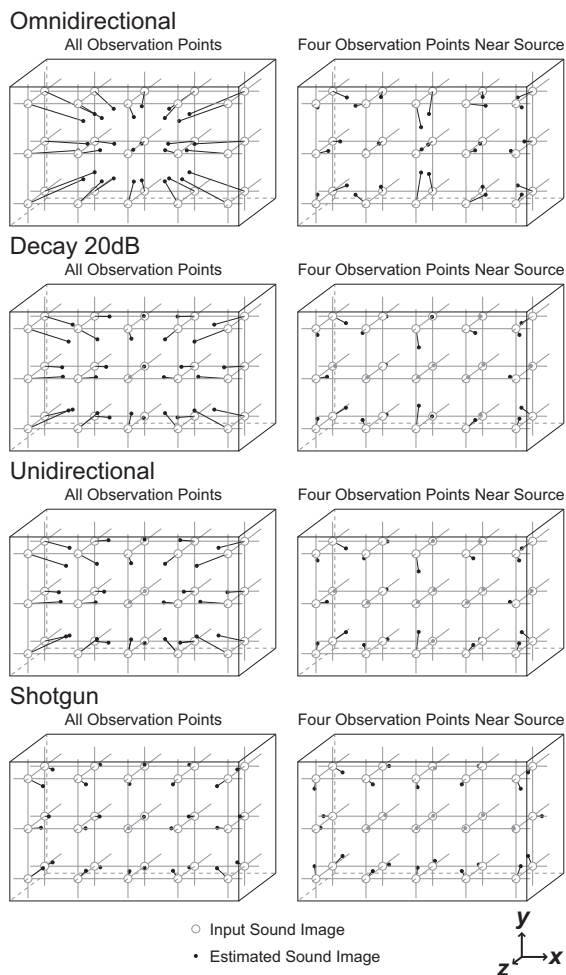 Omnidirectional
All Observation Points
Four Observation Points Near Source
Decay 20dB
All Observation Points
Four Observation Points Near Source
Unidirectional
All Observation Points
Four Observation Points Near Source
Shotgun
All Observation Points
Four Observation Points Near Source
Input Sound Image
Estimated Sound Image
y
z
x